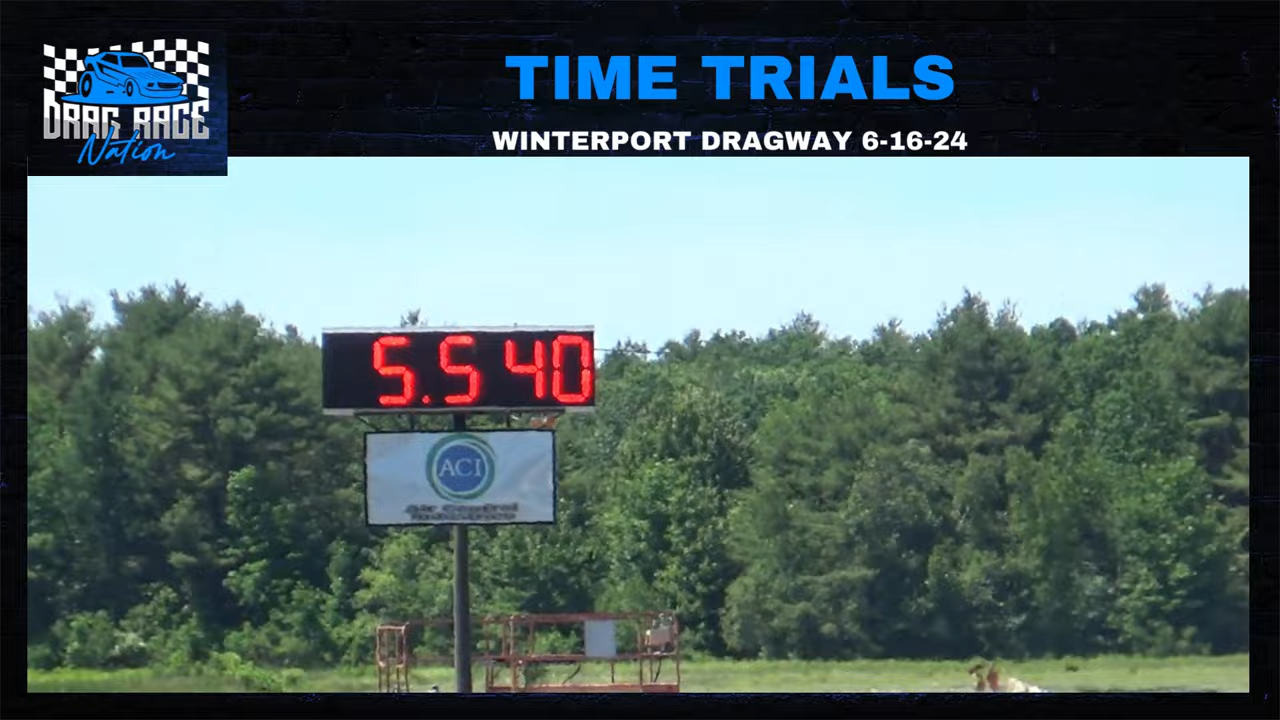 DRAG RACE
Nation
TIME TRIALS
WINTERPORT DRAGWAY 6-16-24
5.540
ACI